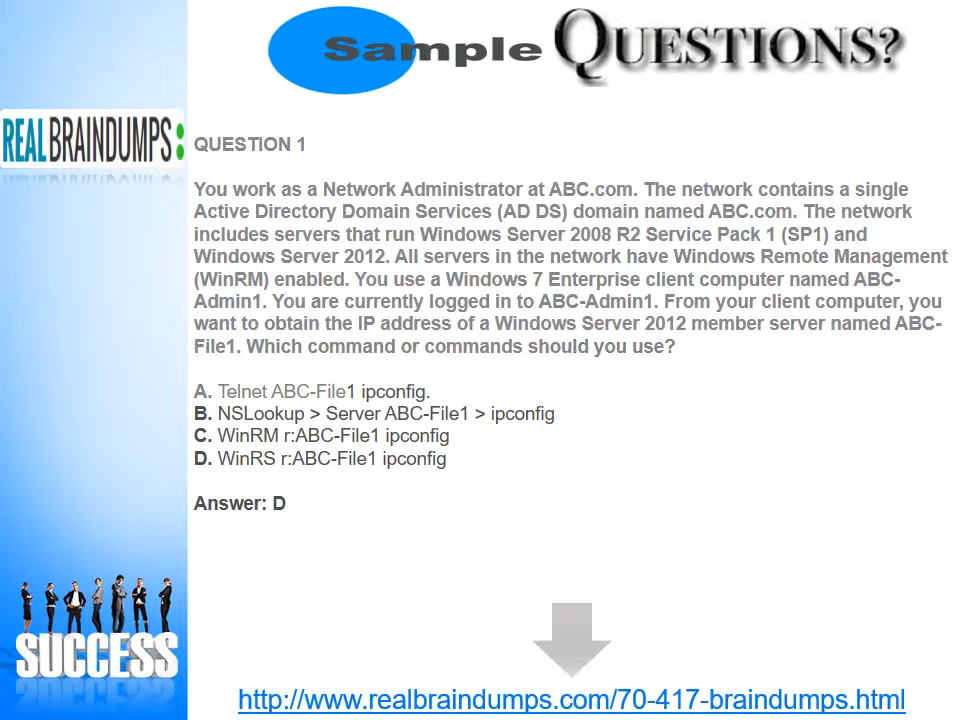 Sample QUESTIONS?
REALBRAINDUMPS:
QUESTION 1
You work as a Network Administrator at ABC.com. The network contains a single
Active Directory Domain Services (AD DS) domain named ABC.com. The network
includes servers that run Windows Server 2008 R2 Service Pack 1 (SP1) and
Windows Server 2012. All servers in the network have Windows Remote Management
(WinRM) enabled. You use a Windows 7 Enterprise client computer named ABC-
Admin1. You are currently logged in to ABC-Admin1. From your client computer, you
want to obtain the IP address of a Windows Server 2012 member server named ABC-
File1. Which command or commands should you use?
A. Telnet ABC-File1 ipconfig.
B. NSLookup > Server ABC-File1 > ipconfig
C. WinRM r:ABC-File1 ipconfig
D. WinRS r:ABC-File1 ipconfig
Answer: D
SUCCESS
http://www.realbraindumps.com/70-417-braindumps.html